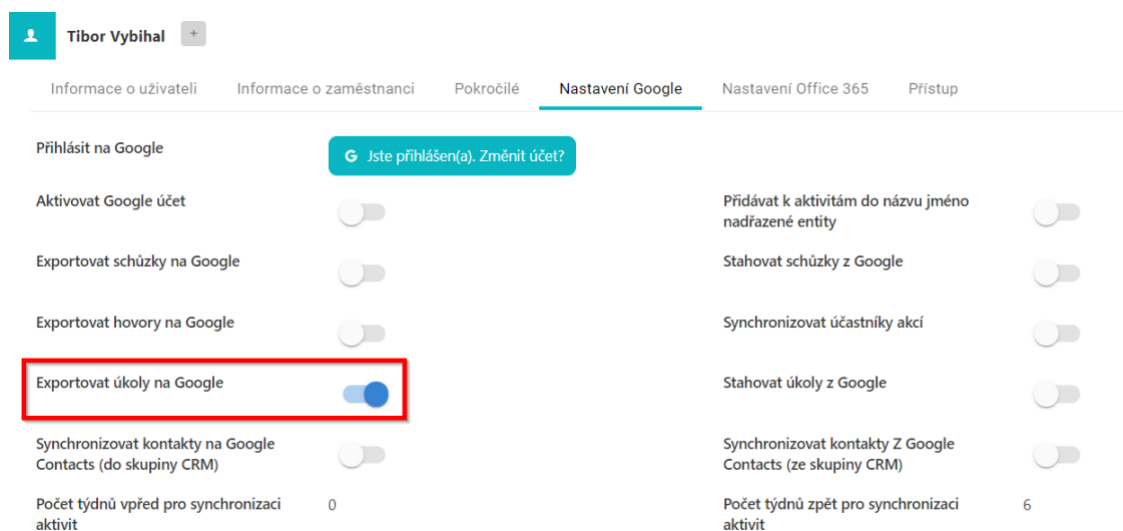 Tibor Vybihal +
Informace o uživateli Informace o zaměstnanci Pokročilé Nastavení Google Nastavení Office 365 Přístup
Přihlásit na Google
G Jste přihlášen(a). Změnit účet?
Aktivovat Google účet
Přidávat k aktivitám do názvu jméno
nadřazené entity
Exportovat schůzky na Google
Stahovat schůzky z Google
Exportovat hovory na Google
Synchronizovat účastníky akcí
Exportovat úkoly na Google
Stahovat úkoly z Google
Synchronizovat kontakty na Google
Contacts (do skupiny CRM)
Synchronizovat kontakty Z Google
Contacts (ze skupiny CRM)
Počet týdnů vpřed pro synchronizaci
aktivit
0
Počet týdnů zpět pro synchronizaci
aktivit
6